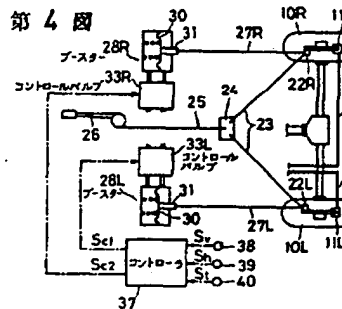 第4図
30
31
28R
ブースター
33R
コントロールバルブ
27R
10R
11
22R
24
25
23
26
33L
コントロール
バルブ
28L
ブースター
31
30
22L
27L
10L
11L
Sc1
Sc2
コントローラ
Sv
38
Sh
39
St
40
37